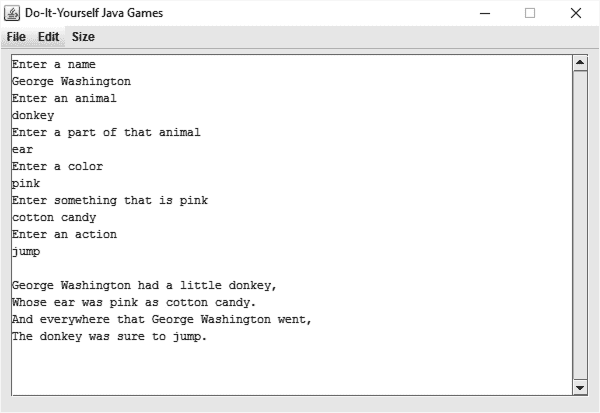 Do-It-Yourself Java Games
File Edit Size
Enter a name
George Washington
Enter an animal
donkey
Enter a part of that animal
ear
Enter a color
pink
Enter something that is pink
cotton candy
Enter an action
jump
George Washington had a little donkey,
Whose ear was pink as cotton candy.
And everywhere that George Washington went,
The donkey was sure to jump.